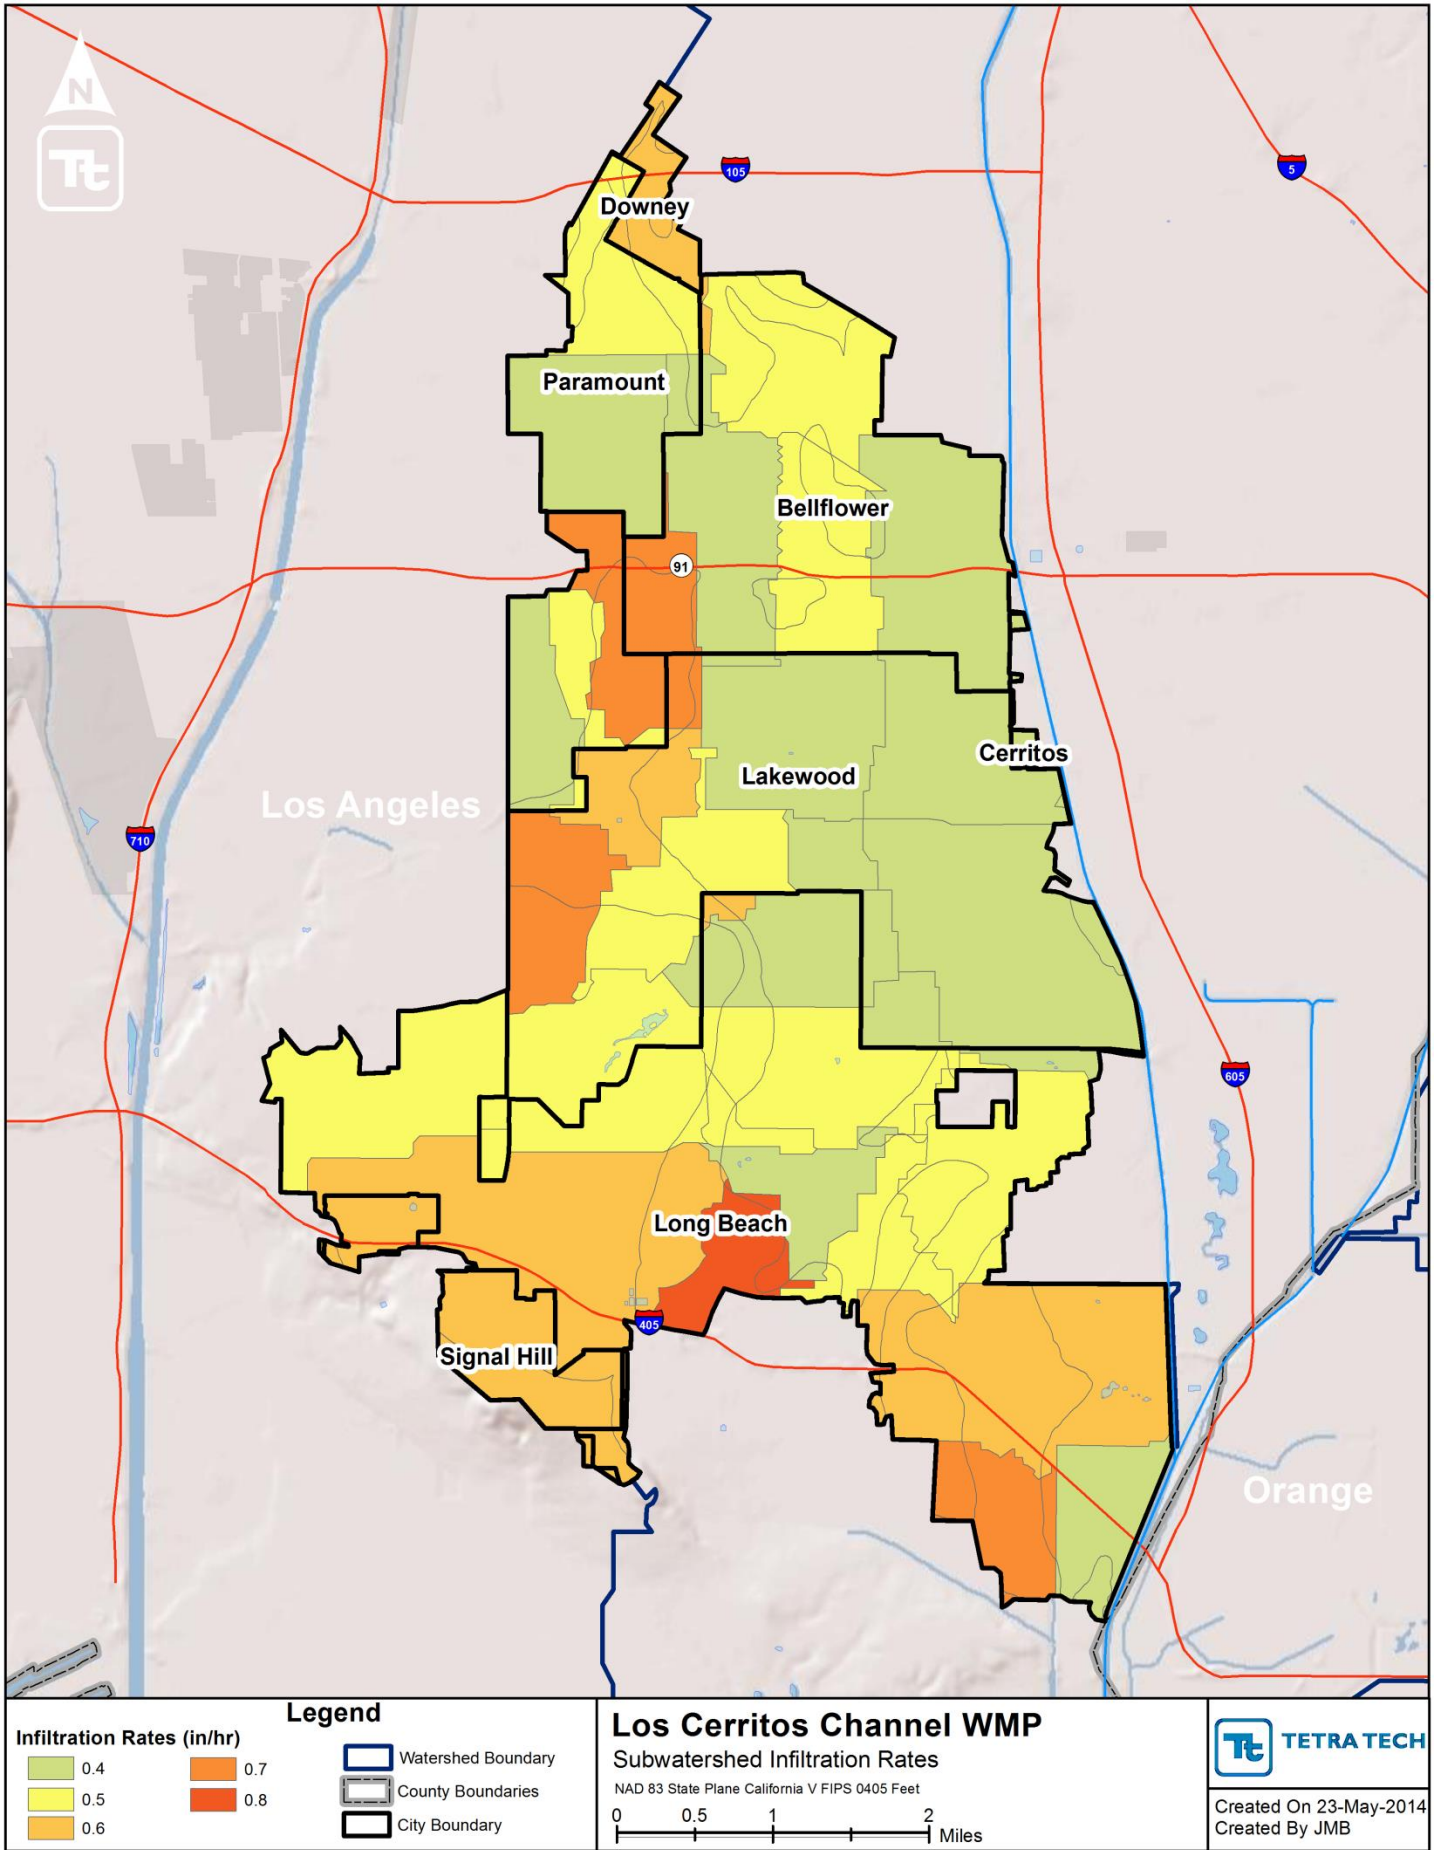 N
Tt
105
5
Downey
Paramount
Bellflower
91
Cerritos
Lakewood
Los Angeles
710
605
Long Beach
405
Signal Hill
Orange
Legend
Infiltration Rates (in/hr)
0.4
0.5
0.6
0.7
0.8
Watershed Boundary
County Boundaries
City Boundary
Los Cerritos Channel WMP
Subwatershed Infiltration Rates
NAD 83 State Plane California V FIPS 0405 Feet
0 0.5 1 2
Miles
Tt TETRA TECH
Created On 23-May-2014
Created By JMB